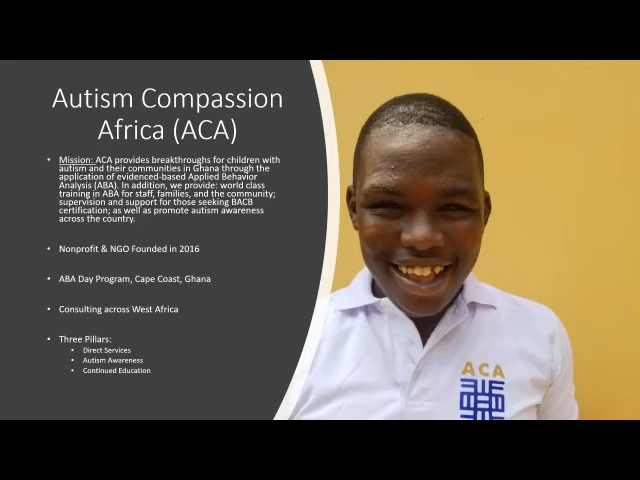 Autism Compassion
Africa (ACA)
• Mission: ACA provides breakthroughs for children with
autism and their communities in Ghana through the
application of evidenced-based Applied Behavior
Analysis (ABA). In addition, we provide: world class
training in ABA for staff, families, and the community;
supervision and support for those seeking BACB
certification; as well as promote autism awareness
across the country.
• Nonprofit & NGO Founded in 2016
• ABA Day Program, Cape Coast, Ghana
• Consulting across West Africa
• Three Pillars:
• Direct Services
• Autism Awareness
• Continued Education
ACA